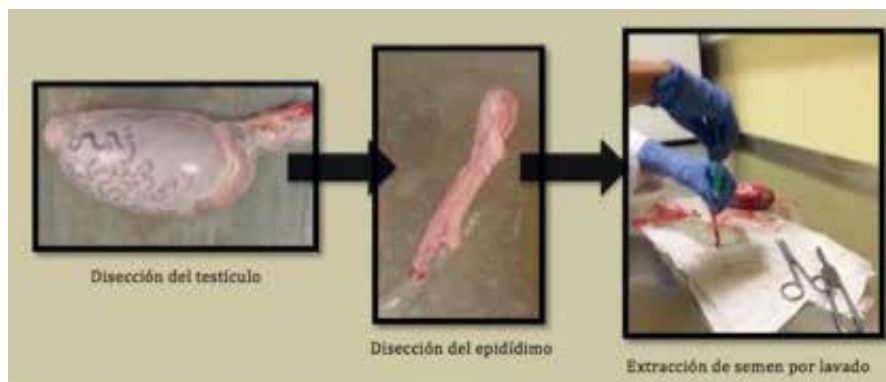 Disección del testículo
Disección del epidídimo
Extracción de semen por lavado